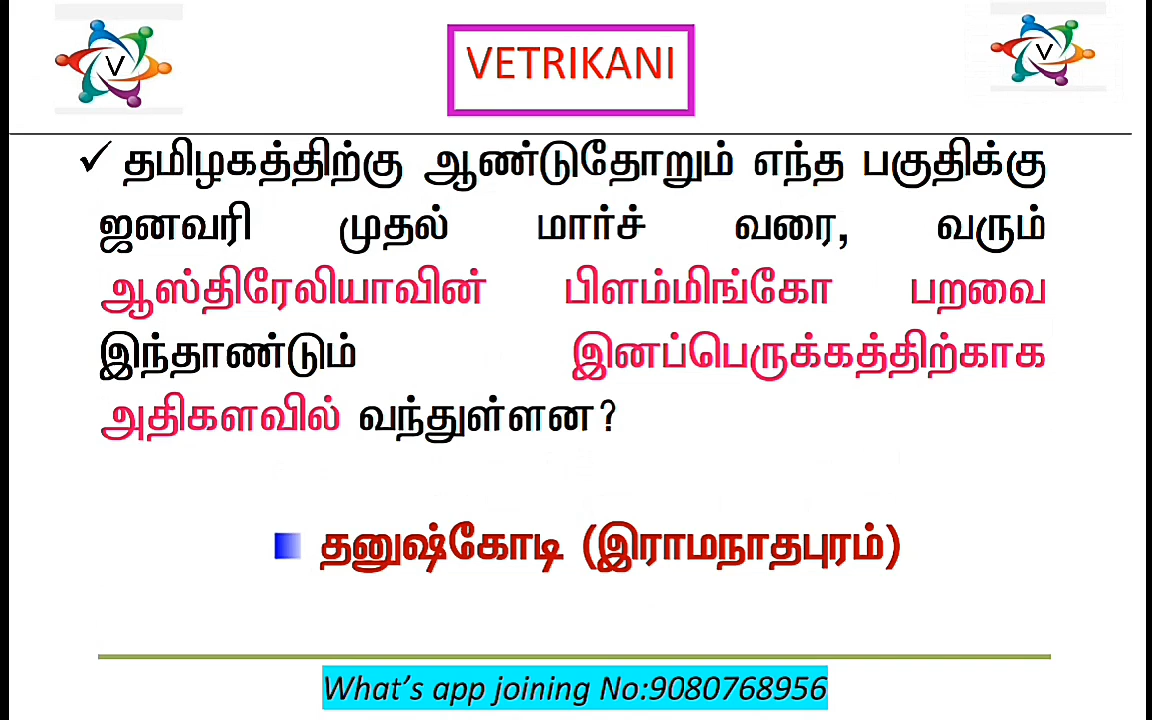 V
VETRIKANI
V
✓ தமிழகத்திற்கு ஆண்டுதோறும் எந்த பகுதிக்கு
ஜனவரி முதல் மார்ச் வரை, வரும்
ஆஸ்திரேலியாவின் பிளம்மிங்கோ பறவை
இந்தாண்டும் இனப்பெருக்கத்திற்காக
அதிகளவில் வந்துள்ளன?
தனுஷ்கோடி (இராமநாதபுரம்)
What's app joining No:9080768956